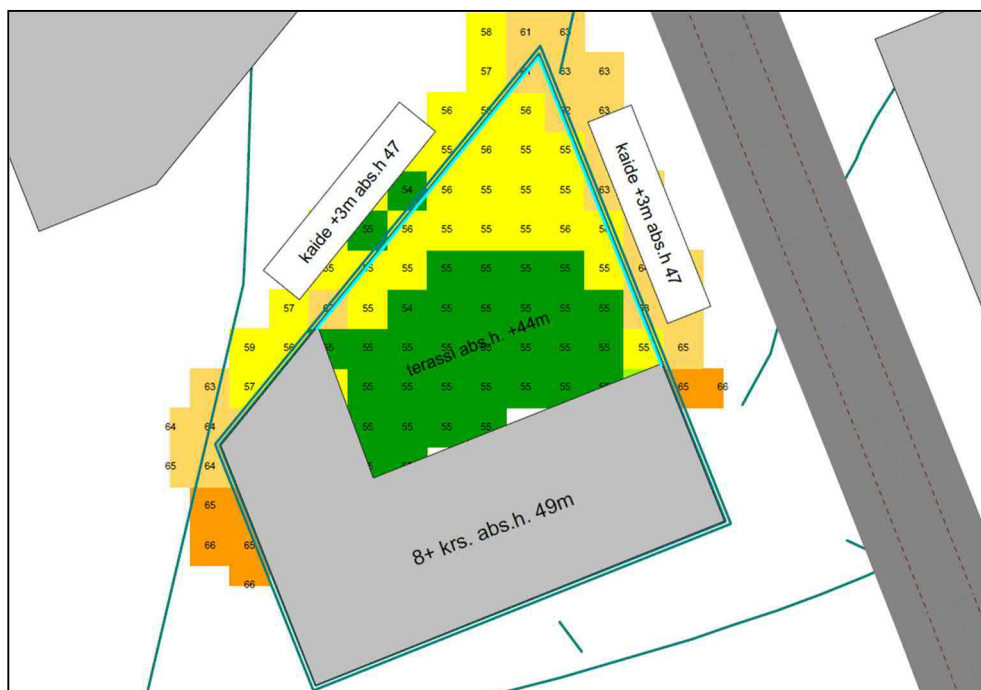 58 61 63
57 63 63
56 56 63
55 56 55 55
kaide +3m abs.h 47
kaide +3m abs.h 47
54 56 55 55 55 63
55 56 55 55 55 56
55 55 55 55 55 55
57 55 54 55 55 55 55 55
terassi abs.h. +44m
59 55 55 55 55 55 55 55 65
63 57 55 55 55 55 55 55 65 66
64 64 55 55 55 55
65 64
65
8+ krs. abs.h. 49m
66 65
66